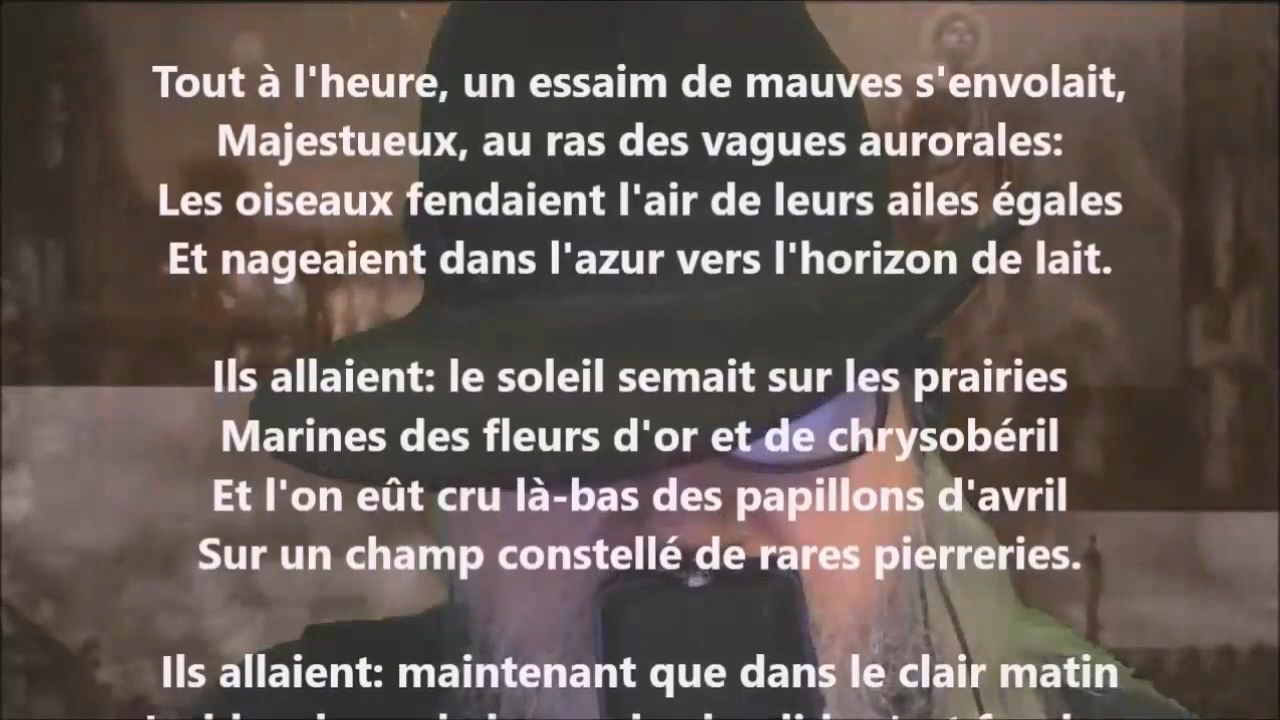 Tout à l'heure, un essaim de mauves s'envolait,
Majestueux, au ras des vagues aurorales:
Les oiseaux fendaient l'air de leurs ailes égales
Et nageaient dans l'azur vers l'horizon de lait.
Ils allaient: le soleil semait sur les prairies
Marines des fleurs d'or et de chrysobéril
Et l'on eût cru là-bas des papillons d'avril
Sur un champ constellé de rares pierreries.
Ils allaient: maintenant que dans le clair matin